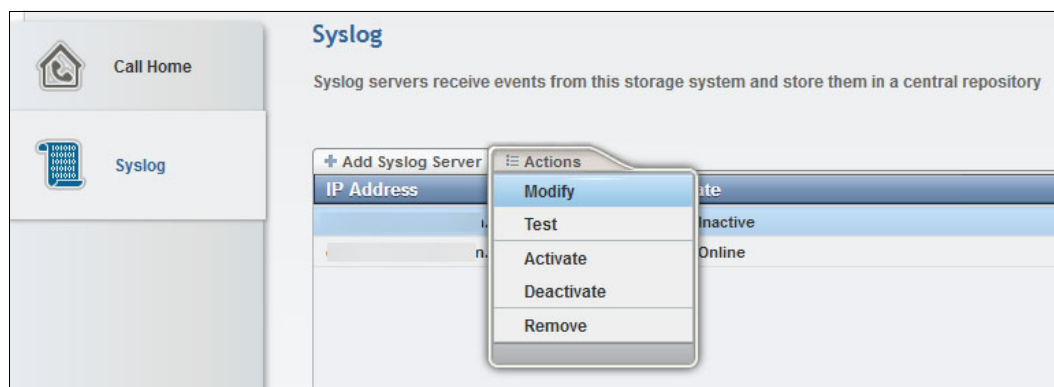 Syslog
Call Home
Syslog servers receive events from this storage system and store them in a central repository
Syslog
Add Syslog Server Actions
IP Address
Modify
Test
Inactive
Online
Activate
Deactivate
Remove